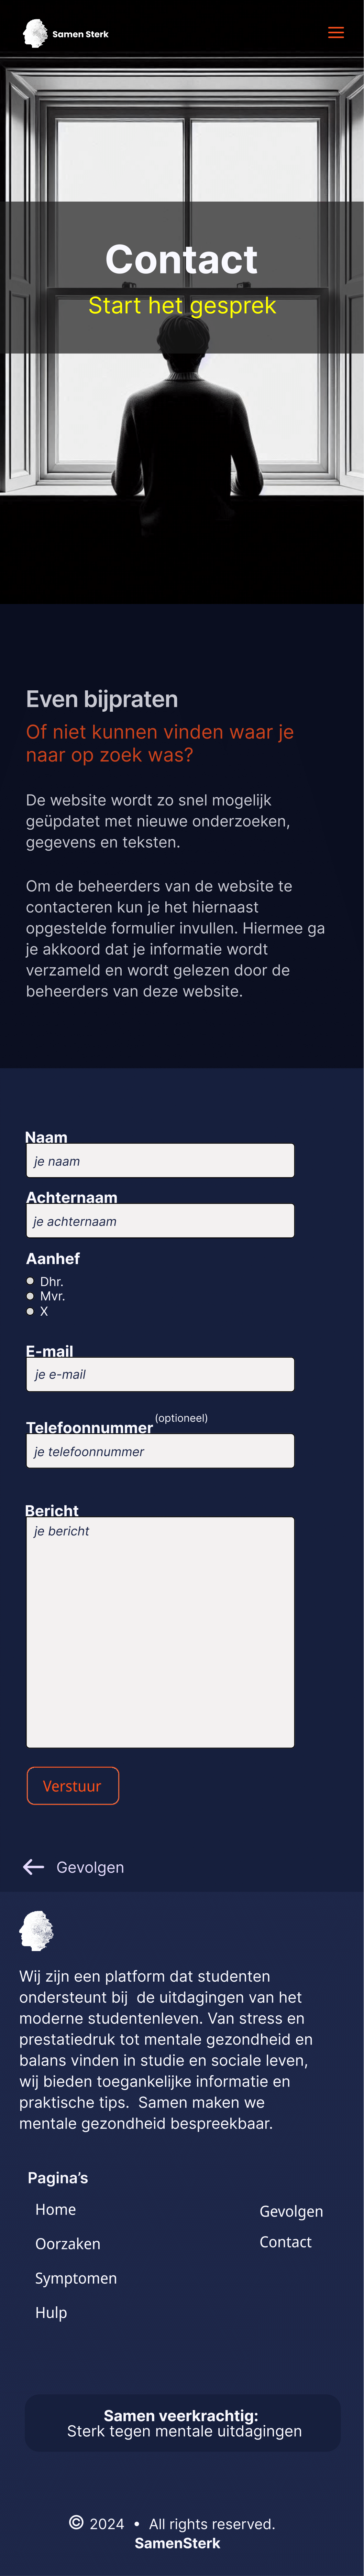 Samen Sterk
Contact
Start het gesprek
Even bijpraten
Of niet kunnen vinden waar je
naar op zoek was?
De website wordt zo snel mogelijk
geüpdatet met nieuwe onderzoeken,
gegevens en teksten.
Om de beheerders van de website te
contacteren kun je het hiernaast
opgestelde formulier invullen. Hiermee ga
je akkoord dat je informatie wordt
verzameld en wordt gelezen door de
beheerders van deze website.
Naam
je naam
Achternaam
je achternaam
Aanhef
Dhr.
Mvr.
X
E-mail
je e-mail
Telefoonnummer (optioneel)
je telefoonnummer
Bericht
je bericht
Verstuur
← Gevolgen
Wij zijn een platform dat studenten
ondersteunt bij  de uitdagingen van het
moderne studentenleven. Van stress en
prestatiedruk tot mentale gezondheid en
balans vinden in studie en sociale leven,
wij bieden toegankelijke informatie en
praktische tips.  Samen maken we
mentale gezondheid bespreekbaar.
Pagina’s
Home
Oorzaken
Symptomen
Hulp
Gevolgen
Contact
Samen veerkrachtig:
Sterk tegen mentale uitdagingen
© 2024 • All rights reserved.
SamenSterk